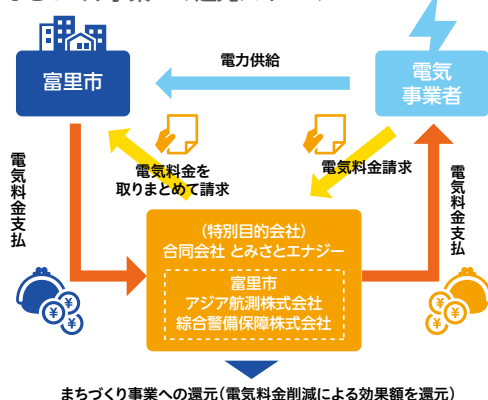 電力供給
富里市
電気
事業者
電気料金を
取りまとめて請求
電気料金請求
電気料金支払
電気料金支払
(特別目的会社)
合同会社 とみさとエナジー
富里市
アジア航測株式会社
綜合警備保障株式会社
¥
¥
¥
¥
¥
¥
まちづくり事業への還元(電気料金削減による効果額を還元)